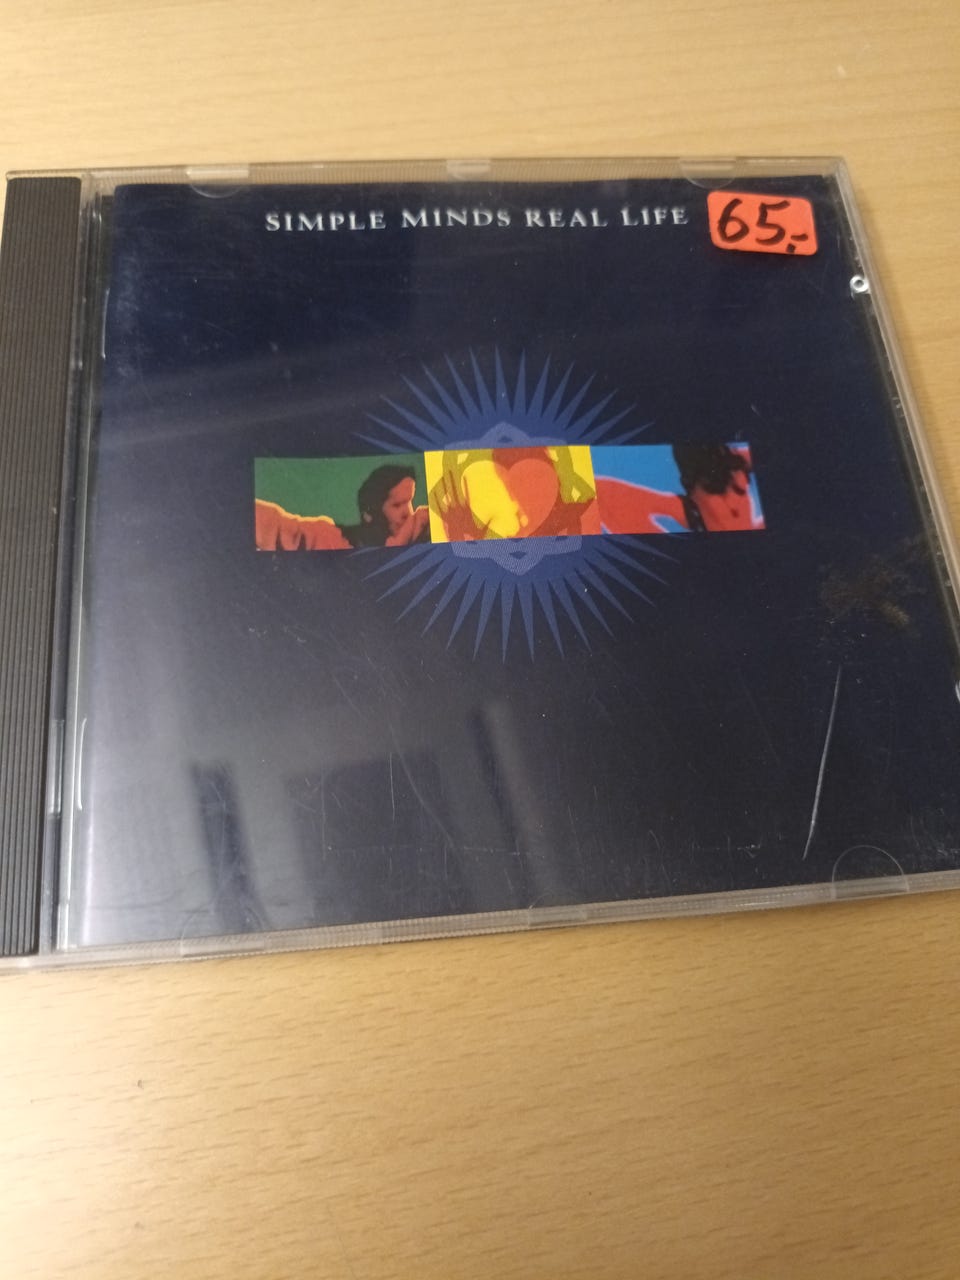 SIMPLE MINDS REAL LIFE
65.-